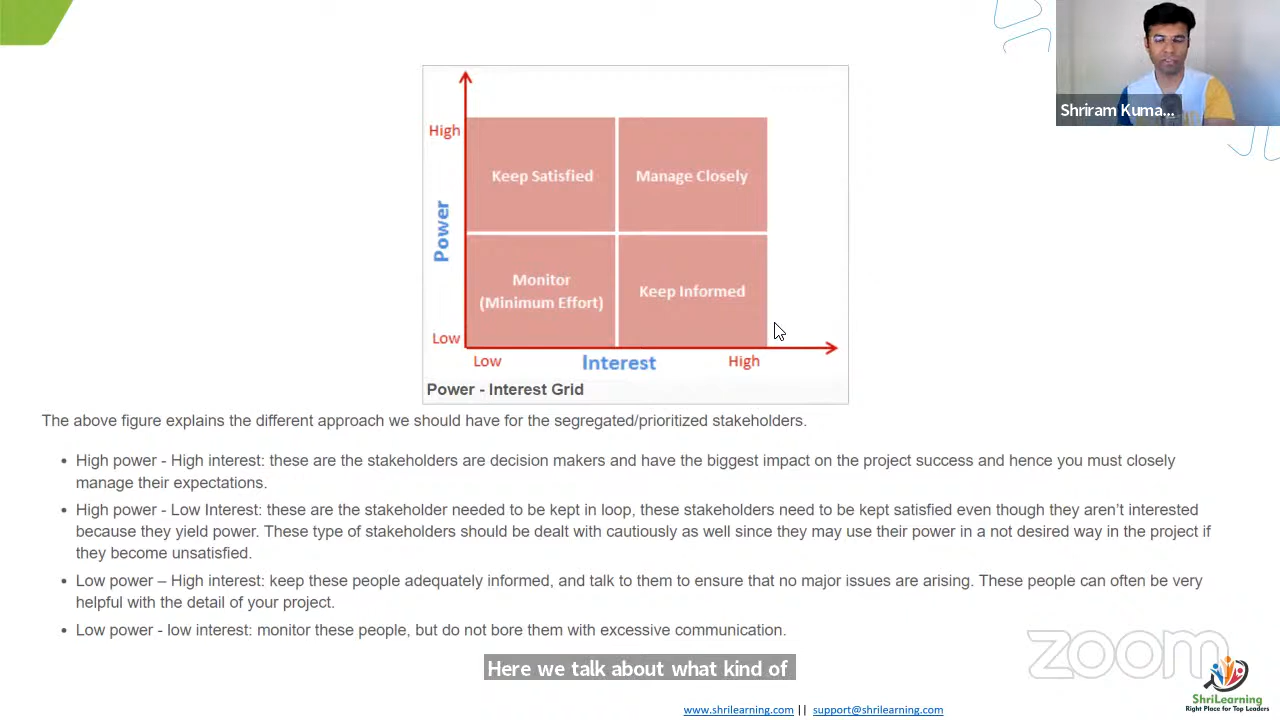 Shriram Kuma...
High
Keep Satisfied
Manage Closely
Power
Monitor
(Minimum Effort)
Keep Informed
Low
Low
Interest
High
Power - Interest Grid
The above figure explains the different approach we should have for the segregated/prioritized stakeholders.
• High power - High interest: these are the stakeholders are decision makers and have the biggest impact on the project success and hence you must closely
manage their expectations.
• High power - Low Interest: these are the stakeholder needed to be kept in loop, these stakeholders need to be kept satisfied even though they aren't interested
because they yield power. These type of stakeholders should be dealt with cautiously as well since they may use their power in a not desired way in the project if
they become unsatisfied.
• Low power – High interest: keep these people adequately informed, and talk to them to ensure that no major issues are arising. These people can often be very
helpful with the detail of your project.
• Low power - low interest: monitor these people, but do not bore them with excessive communication.
zoom
Here we talk about what kind of
ShriLearning
Right Place for Top Leaders
www.shrilearning.com || support@shrilearning.com